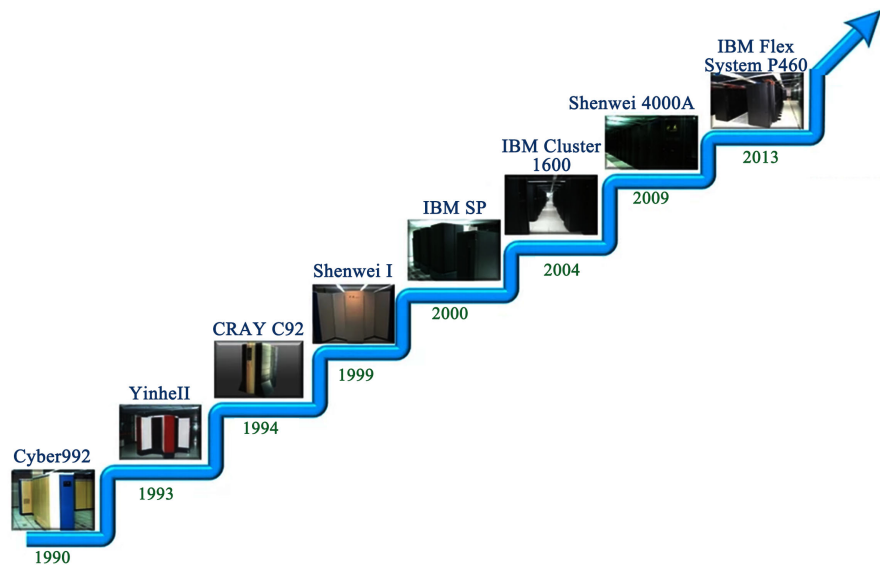 IBM Flex
System P460
Shenwei 4000A
2013
IBM Cluster
1600
2009
IBM SP
2004
Shenwei I
2000
CRAY C92
1999
YinheII
1994
Cyber992
1993
1990